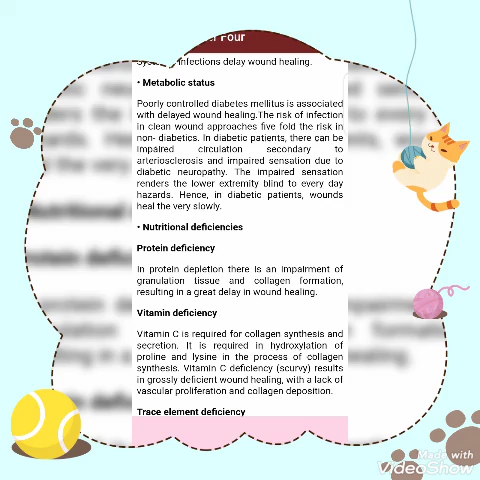 Four
infections delay wound healing.
• Metabolic status
Poorly controlled diabetes mellitus is associated
with delayed wound healing.The risk of infection
in clean wound approaches five fold the risk in
non- diabetics. In diabetic patients, there can be
impaired circulation secondary to
arteriosclerosis and impaired sensation due to
diabetic neuropathy. The impaired sensation
renders the lower extremity blind to every day
hazards. Hence, in diabetic patients, wounds
heal the very slowly.
• Nutritional deficiencies
Protein deficiency
In protein depletion there is an impairment of
granulation tissue and collagen formation,
resulting in a great delay in wound healing.
Vitamin deficiency
Vitamin C is required for collagen synthesis and
secretion. It is required in hydroxylation of
proline and lysine in the process of collagen
synthesis. Vitamin C deficiency (scurvy) results
in grossly deficient wound healing, with a lack of
vascular proliferation and collagen deposition.
Trace element deficiency
Made with
VideoShow